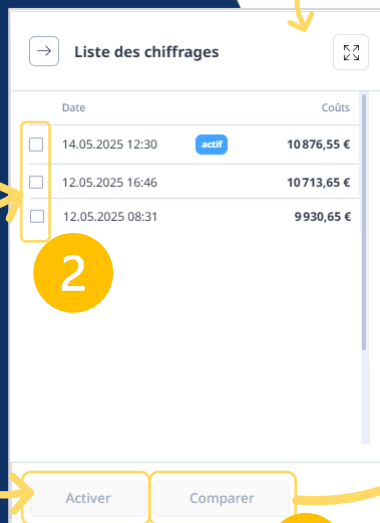 Liste des chiffrages
Date Coûts
14.05.2025 12:30 actif 10 876,55 €
12.05.2025 16:46 10 713,65 €
12.05.2025 08:31 9 930,65 €
2
Activer Comparer